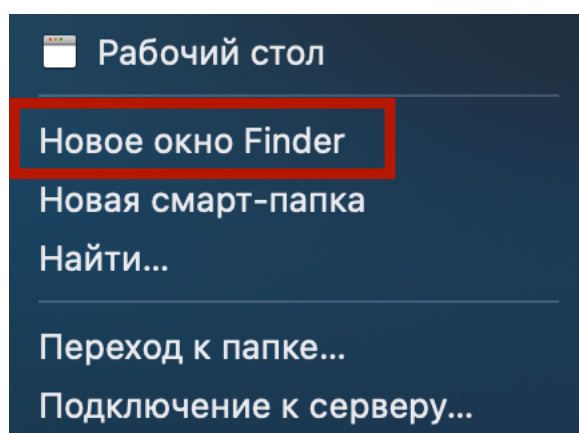 Рабочий стол
Новое окно Finder
Новая смарт-папка
Найти...
Переход к папке...
Подключение к серверу...